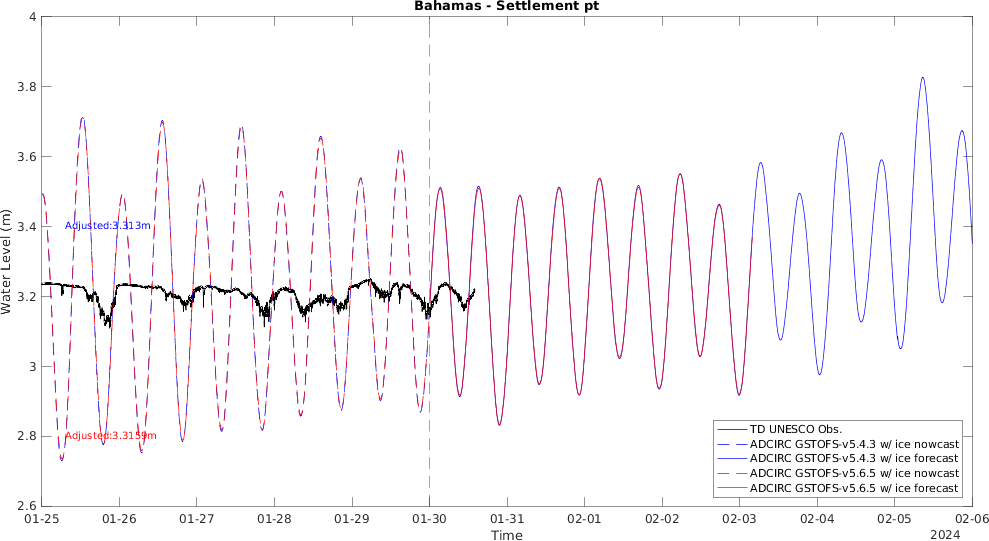 Bahamas - Settlement pt
4
3.8
3.6
3.4
3.2
3
2.8
2.6
Water Level (m)
Adjusted:3.313m
Adjusted:3.3159m
TD UNESCO Obs.
ADCIRC GSTOFS-v5.4.3 w/ ice nowcast
ADCIRC GSTOFS-v5.4.3 w/ ice forecast
ADCIRC GSTOFS-v5.6.5 w/ ice nowcast
ADCIRC GSTOFS-v5.6.5 w/ ice forecast
01-25 01-26 01-27 01-28 01-29 01-30 01-31 02-01 02-02 02-03 02-04 02-05 02-06
Time
2024